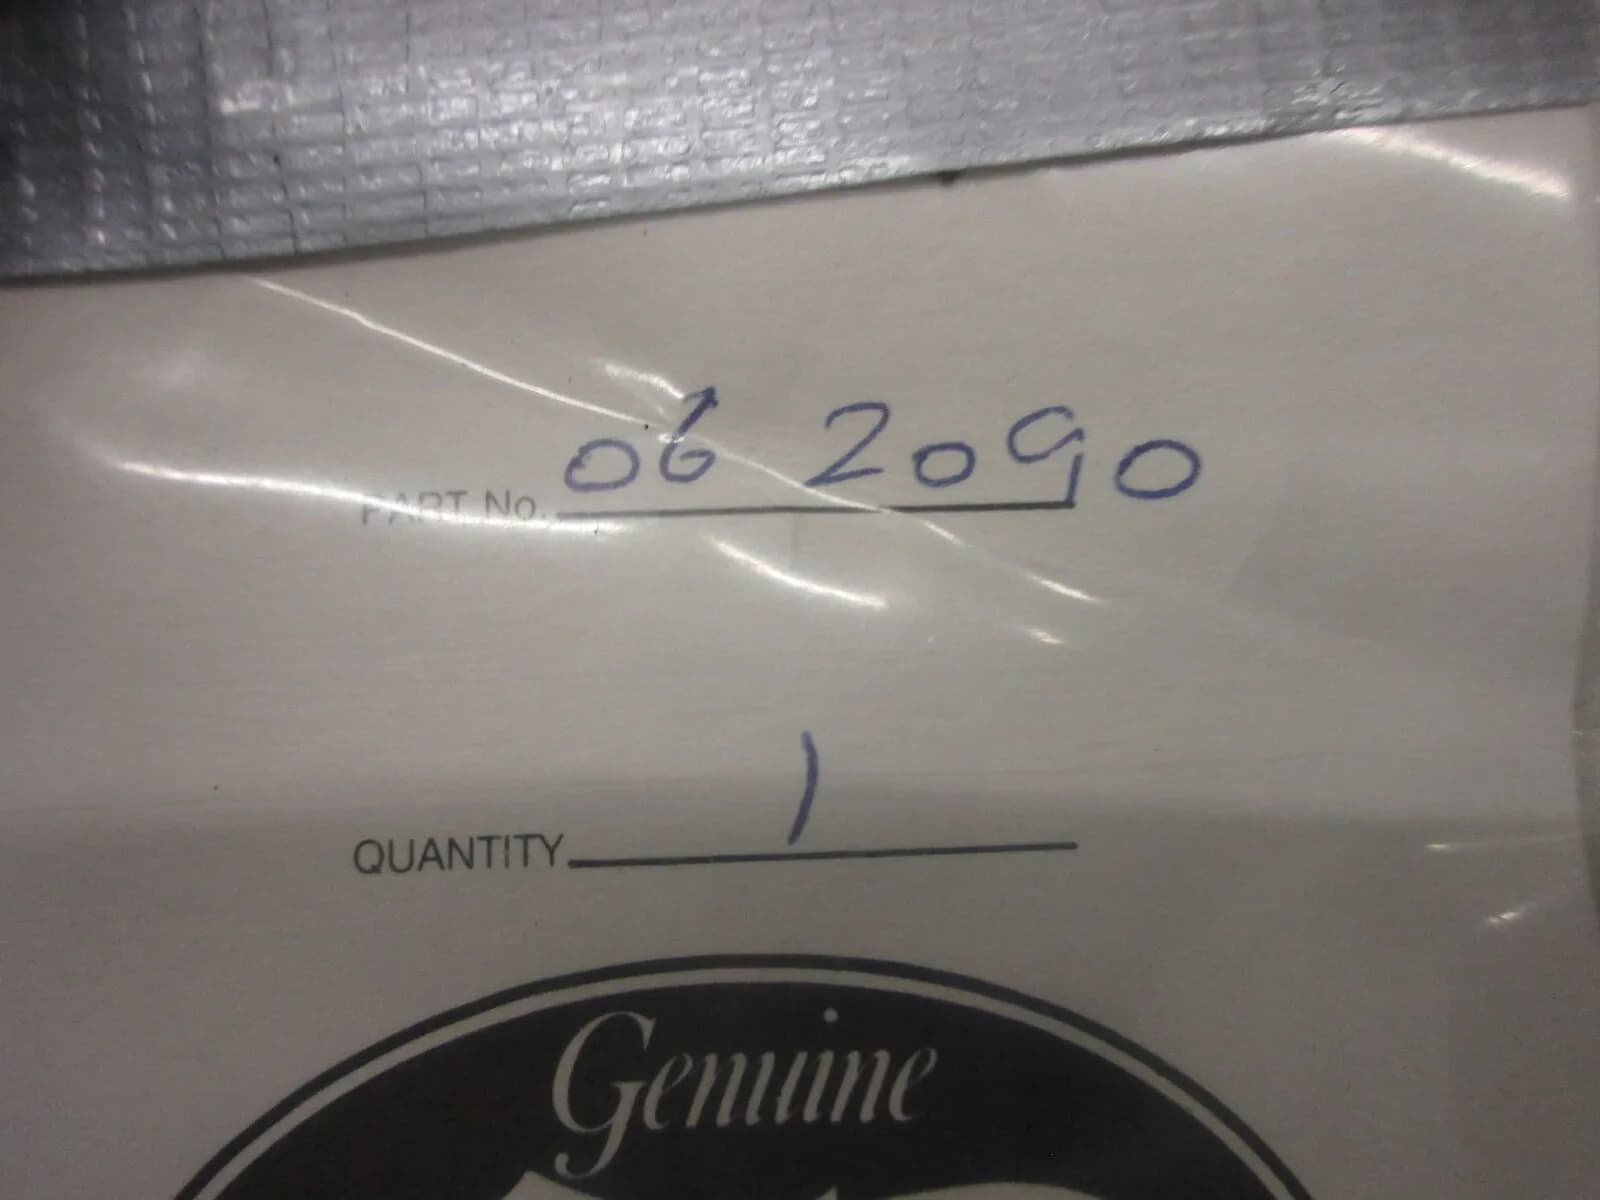 PART No. 06 2090
QUANTITY 1
Genuine